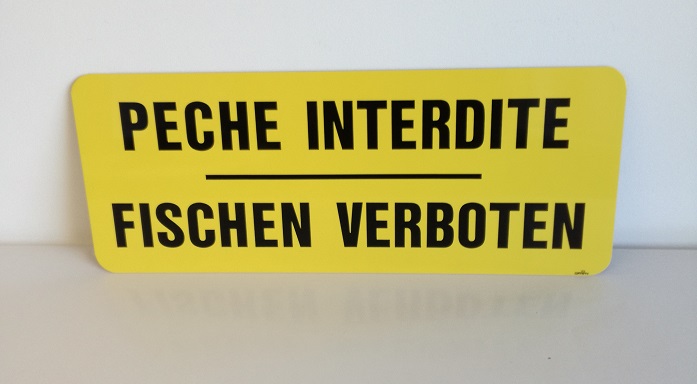 PECHE INTERDITE
FISCHEN VERBOTEN